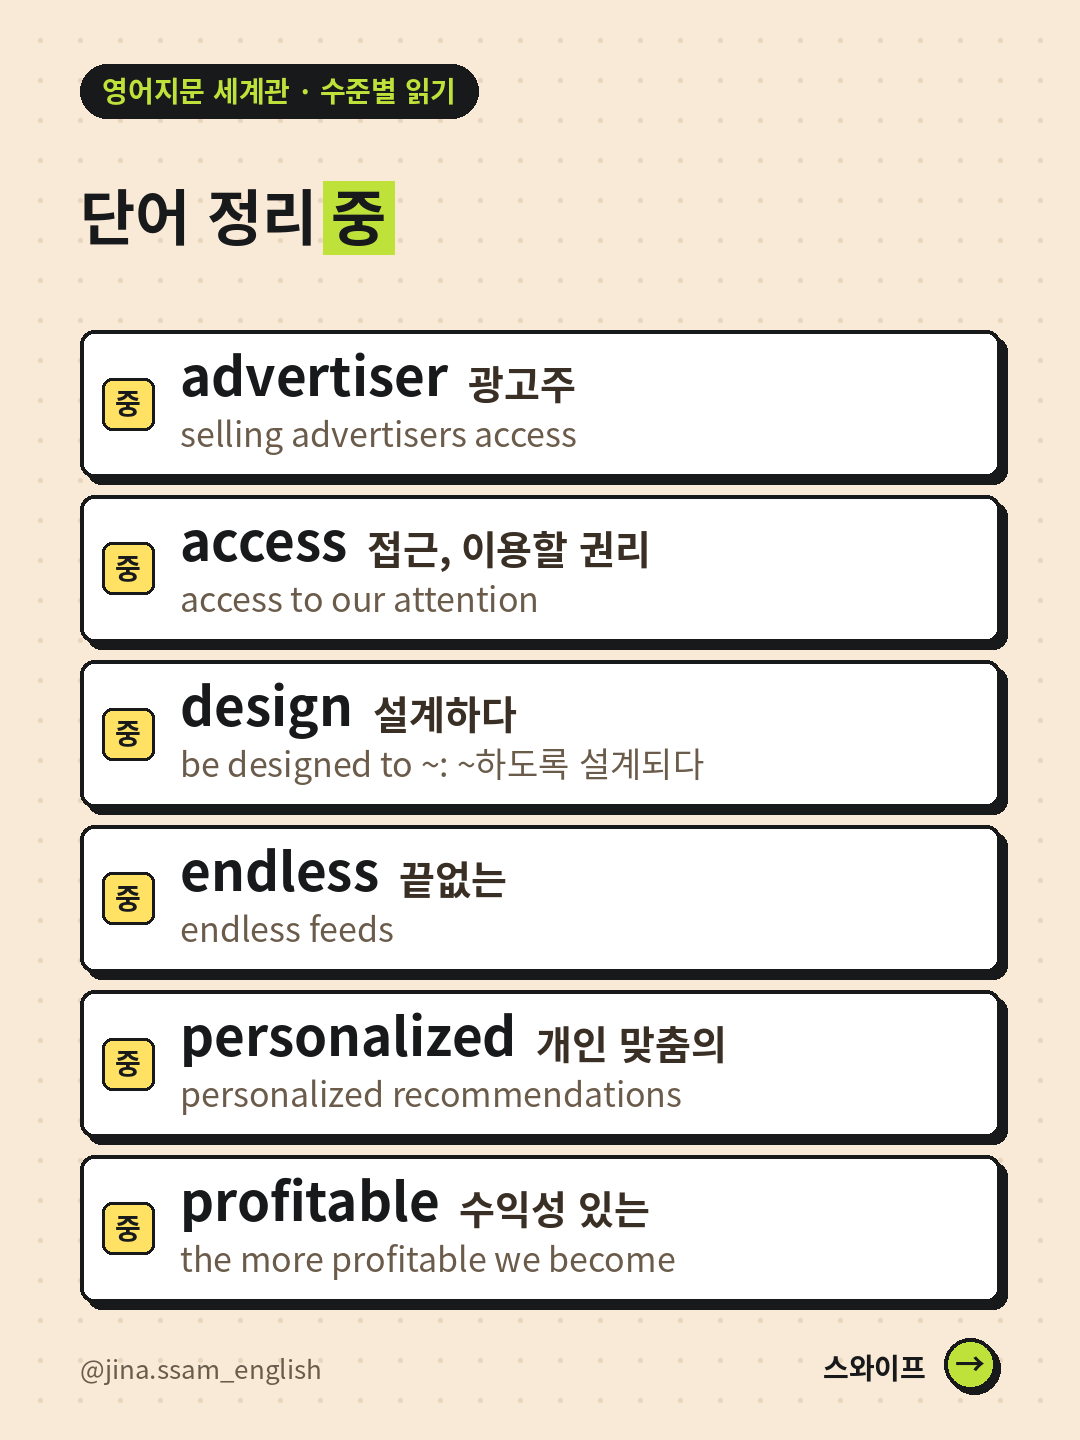 영어지문 세계관 · 수준별 읽기
단어 정리 중
중
advertiser 광고주
selling advertisers access
중
access 접근, 이용할 권리
access to our attention
중
design 설계하다
be designed to ~: ~하도록 설계되다
중
endless 끝없는
endless feeds
중
personalized 개인 맞춤의
personalized recommendations
중
profitable 수익성 있는
the more profitable we become
@jina.ssam_english
스와이프 →